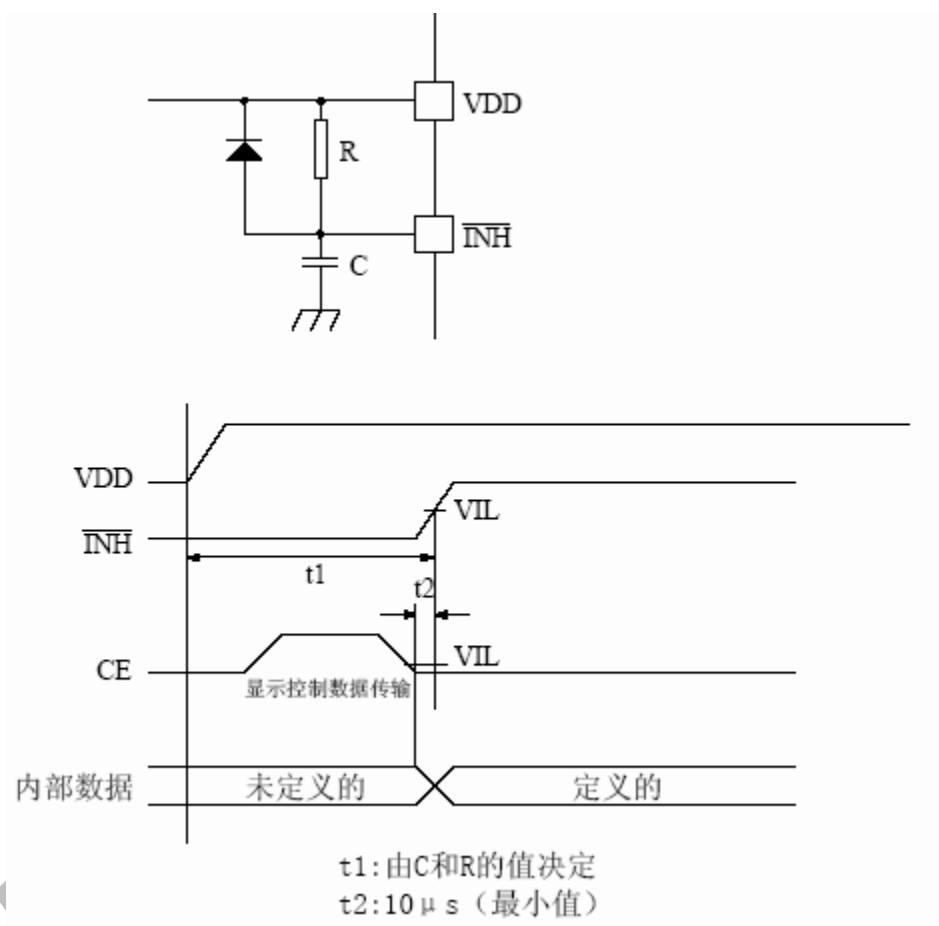 VDD
R
INH
C
VDD
VIL
INH
t1
t2
CE
VIL
显示控制数据传输
内部数据
未定义的
定义的
t1:由C和R的值决定
t2:10μs(最小值)